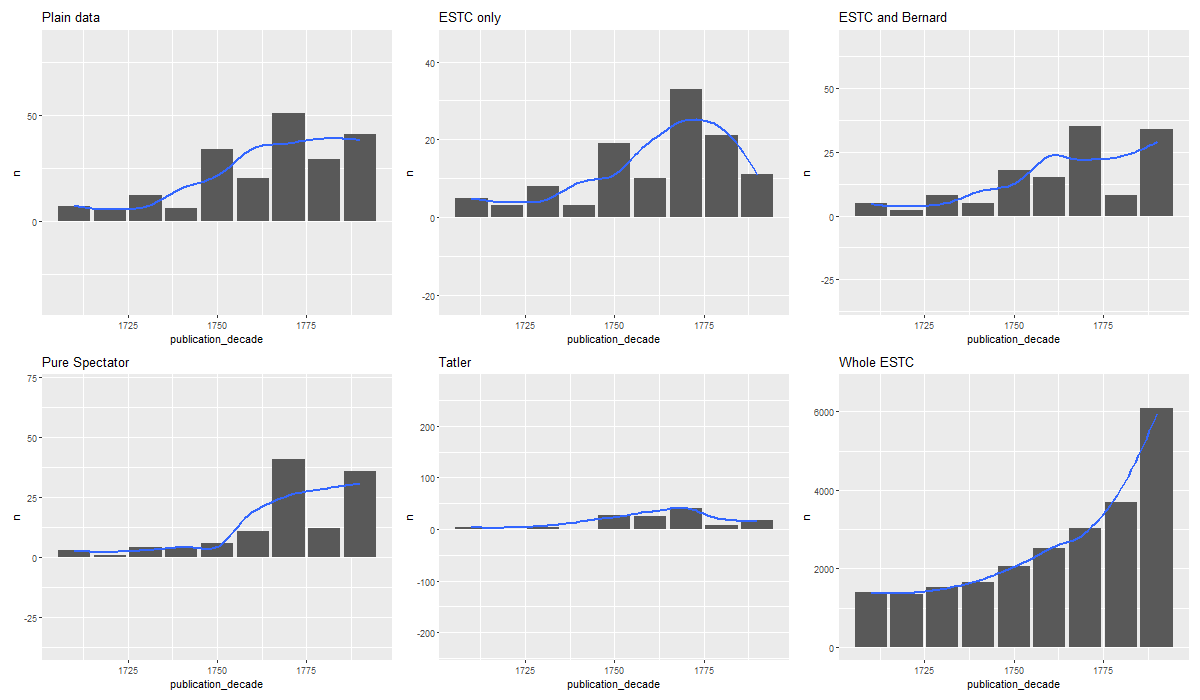 Plain data
n
50
0
1725
1750
1775
publication_decade
ESTC only
n
40
20
0
-20
1725
1750
1775
publication_decade
ESTC and Bernard
n
50
25
0
-25
1725
1750
1775
publication_decade
Pure Spectator
n
75
50
25
0
-25
1725
1750
1775
publication_decade
Tatler
n
200
100
0
-100
-200
1725
1750
1775
publication_decade
Whole ESTC
n
6000
4000
2000
0
1725
1750
1775
publication_decade